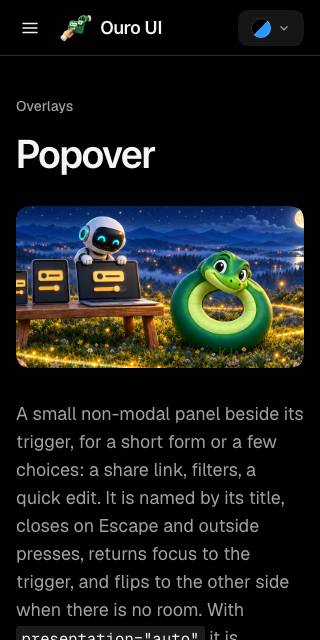 Ouro UI
Overlays
Popover
A small non-modal panel beside its
trigger, for a short form or a few
choices: a share link, filters, a
quick edit. It is named by its title,
closes on Escape and outside
presses, returns focus to the
trigger, and flips to the other side
when there is no room. With
presentation="auto" it is